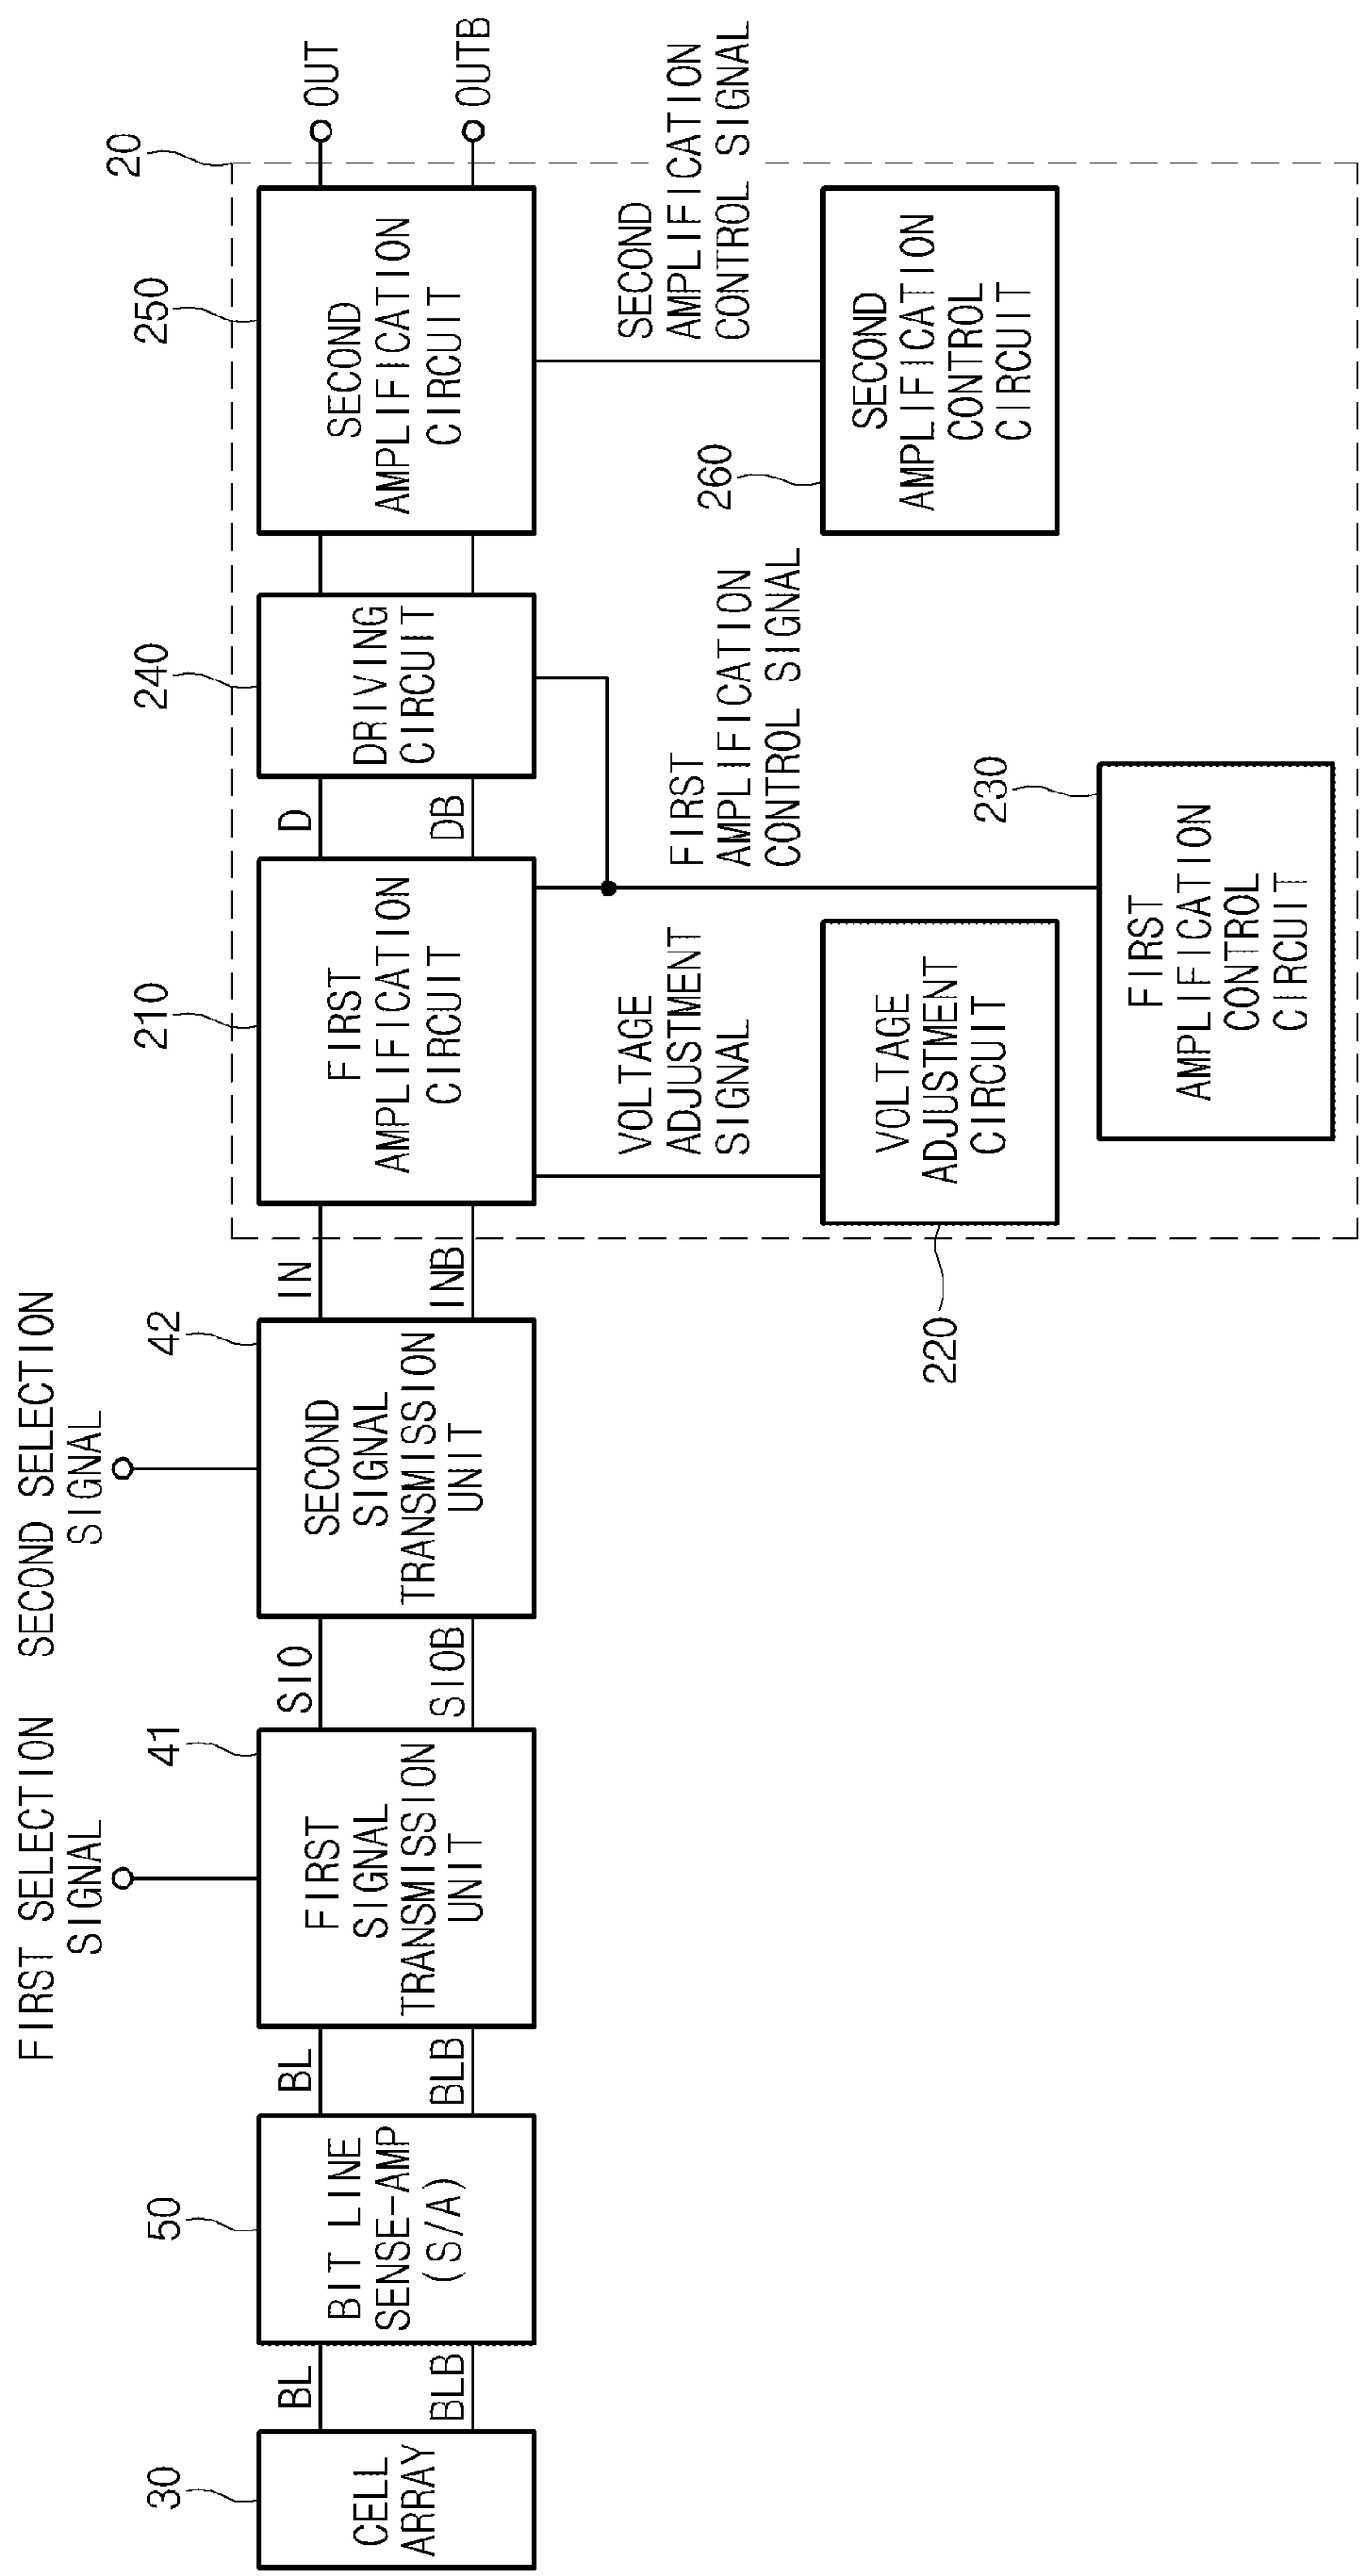 FIRST SELECTION
SIGNAL
SECOND SELECTION
SIGNAL
30
50
41
42
210
240
250
20
CELL
ARRAY
BL
BLB
BIT LINE
SENSE-AMP
(S/A)
BL
BLB
FIRST
SIGNAL
TRANSMISSION
UNIT
SIO
SIOB
SECOND
SIGNAL
TRANSMISSION
UNIT
IN
INB
FIRST
AMPLIFICATION
CIRCUIT
D
DB
DRIVING
CIRCUIT
SECOND
AMPLIFICATION
CIRCUIT
OUT
OUTB
VOLTAGE
ADJUSTMENT
SIGNAL
FIRST
AMPLIFICATION
CONTROL SIGNAL
SECOND
AMPLIFICATION
CONTROL SIGNAL
220
VOLTAGE
ADJUSTMENT
CIRCUIT
260
SECOND
AMPLIFICATION
CONTROL
CIRCUIT
230
FIRST
AMPLIFICATION
CONTROL
CIRCUIT